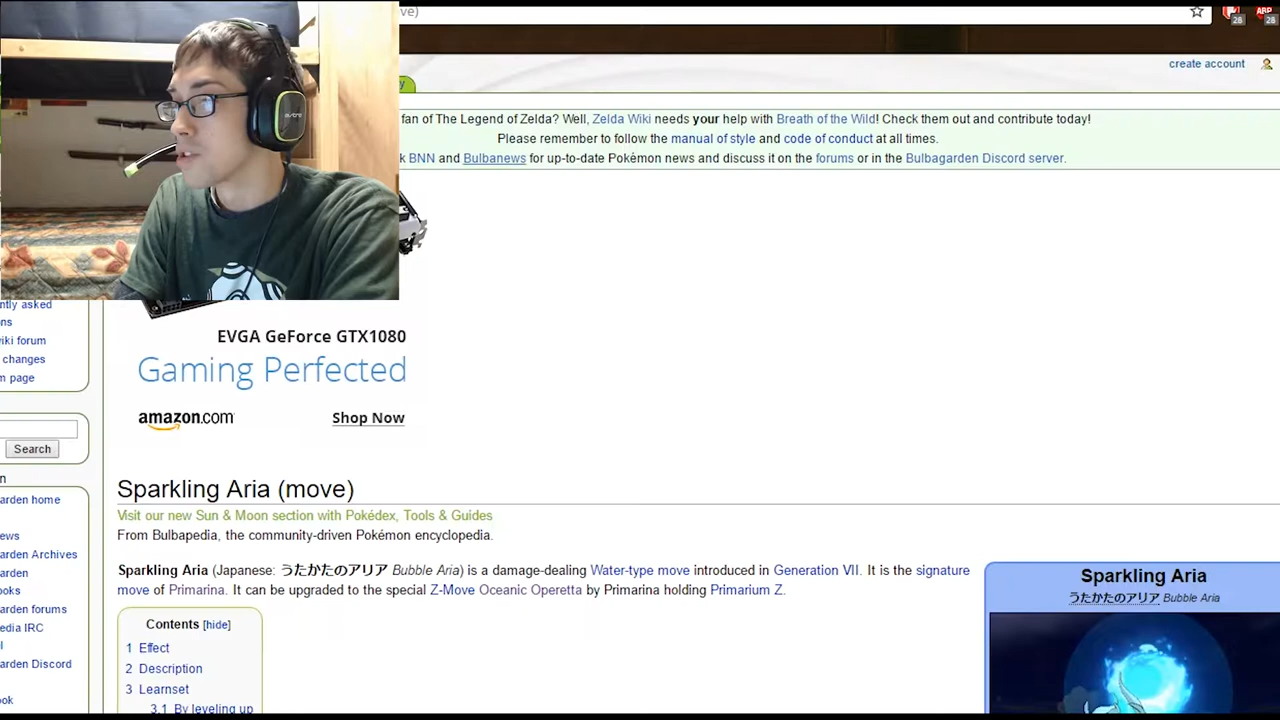 ve)
28
ABP
28
create account
y
fan of The Legend of Zelda? Well, Zelda Wiki needs your help with Breath of the Wild! Check them out and contribute today!
Please remember to follow the manual of style and code of conduct at all times.
k BNN and Bulbanews for up-to-date Pokémon news and discuss it on the forums or in the Bulbagarden Discord server.
ntly asked
ns
iki forum
changes
m page
Search
n
arden home
ews
arden Archives
arden
ooks
arden forums
edia IRC
l
arden Discord
ook
EVGA GeForce GTX1080
Gaming Perfected
amazon.com
Shop Now
Sparkling Aria (move)
Visit our new Sun & Moon section with Pokédex, Tools & Guides
From Bulbapedia, the community-driven Pokémon encyclopedia.
Sparkling Aria (Japanese: うたかたのアリア Bubble Aria) is a damage-dealing Water-type move introduced in Generation VII. It is the signature
move of Primarina. It can be upgraded to the special Z-Move Oceanic Operetta by Primarina holding Primarium Z.
Contents [hide]
1 Effect
2 Description
3 Learnset
3.1 By leveling up
Sparkling Aria
うたかたのアリア Bubble Aria